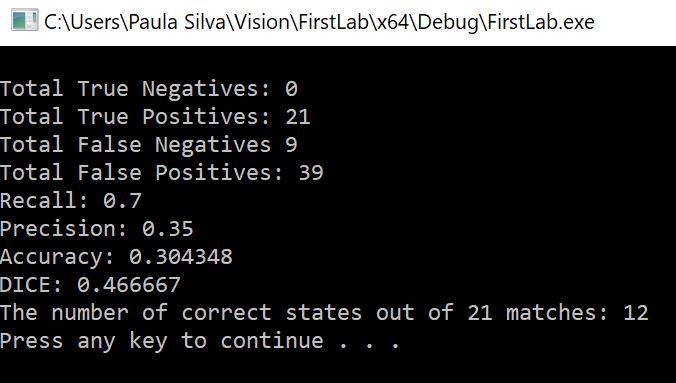 C:\Users\Paula Silva\Vision\FirstLab\x64\Debug\FirstLab.exe
Total True Negatives: 0
Total True Positives: 21
Total False Negatives 9
Total False Positives: 39
Recall: 0.7
Precision: 0.35
Accuracy: 0.304348
DICE: 0.466667
The number of correct states out of 21 matches: 12
Press any key to continue . . .